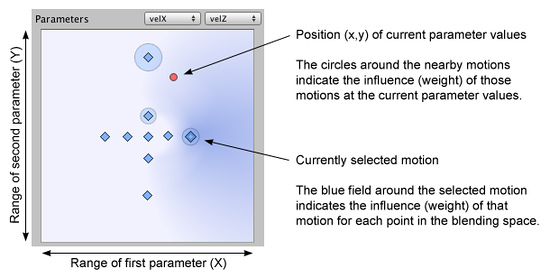 Parameters
velX
velZ
Position (x,y) of current parameter values
The circles around the nearby motions
indicate the influence (weight) of those
motions at the current parameter values.
Currently selected motion
The blue field around the selected motion
indicates the influence (weight) of that
motion for each point in the blending space.
Range of second parameter (Y)
Range of first parameter (X)